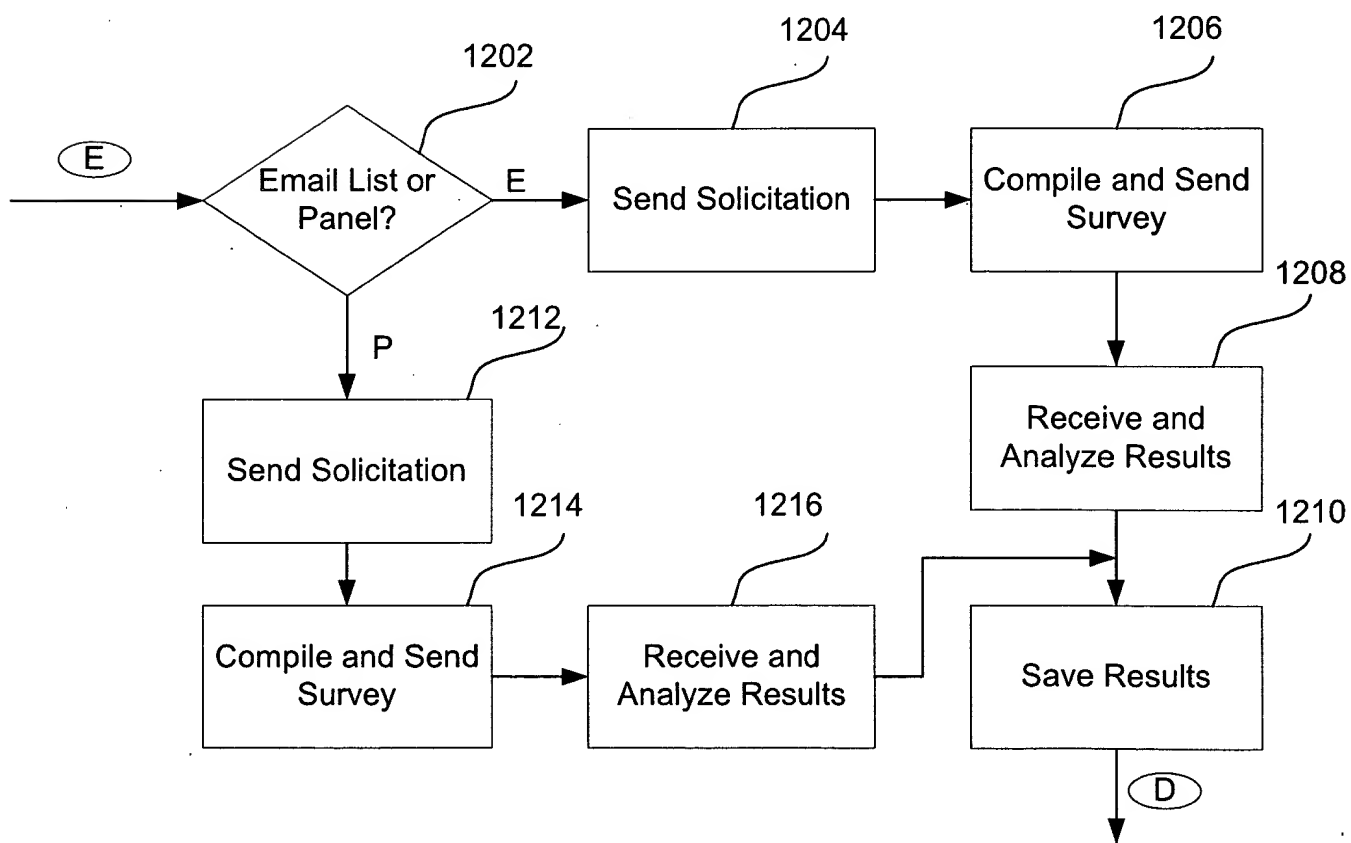 1202
1204
1206
E
Email List or
Panel?
E
Send Solicitation
Compile and Send
Survey
1208
P
1212
Receive and
Analyze Results
Send Solicitation
1214
1216
1210
Compile and Send
Survey
Receive and
Analyze Results
Save Results
D